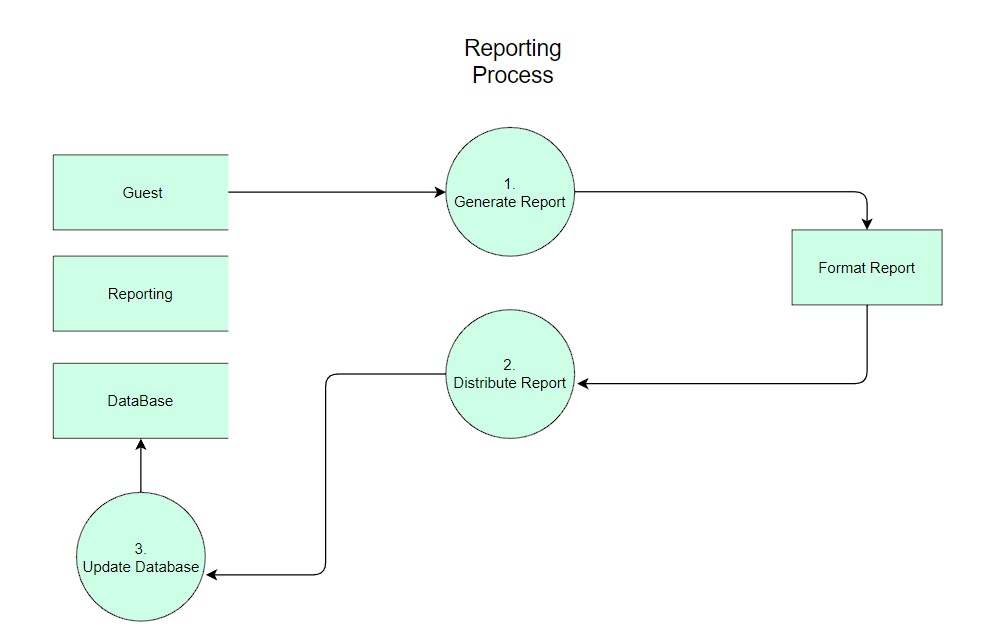 Reporting
Process
Guest
1.
Generate Report
Format Report
Reporting
2.
Distribute Report
DataBase
3.
Update Database